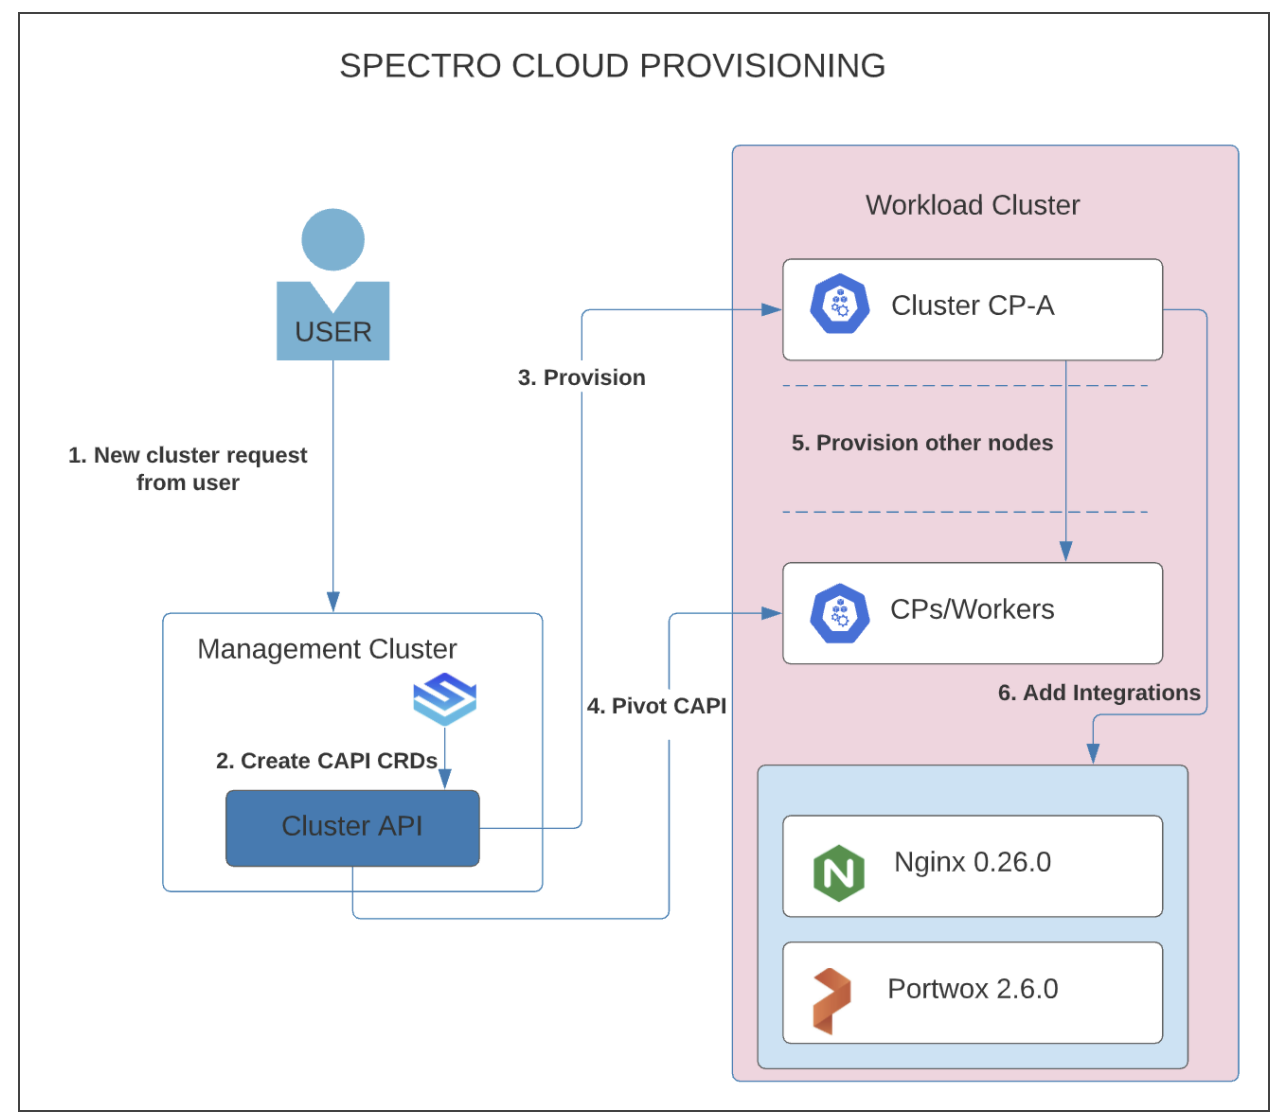 SPECTRO CLOUD PROVISIONING
Workload Cluster
USER
Cluster CP-A
3. Provision
1. New cluster request
from user
5. Provision other nodes
CPs/Workers
Management Cluster
4. Pivot CAPI
6. Add Integrations
2. Create CAPI CRDs
Cluster API
Nginx 0.26.0
Portwox 2.6.0